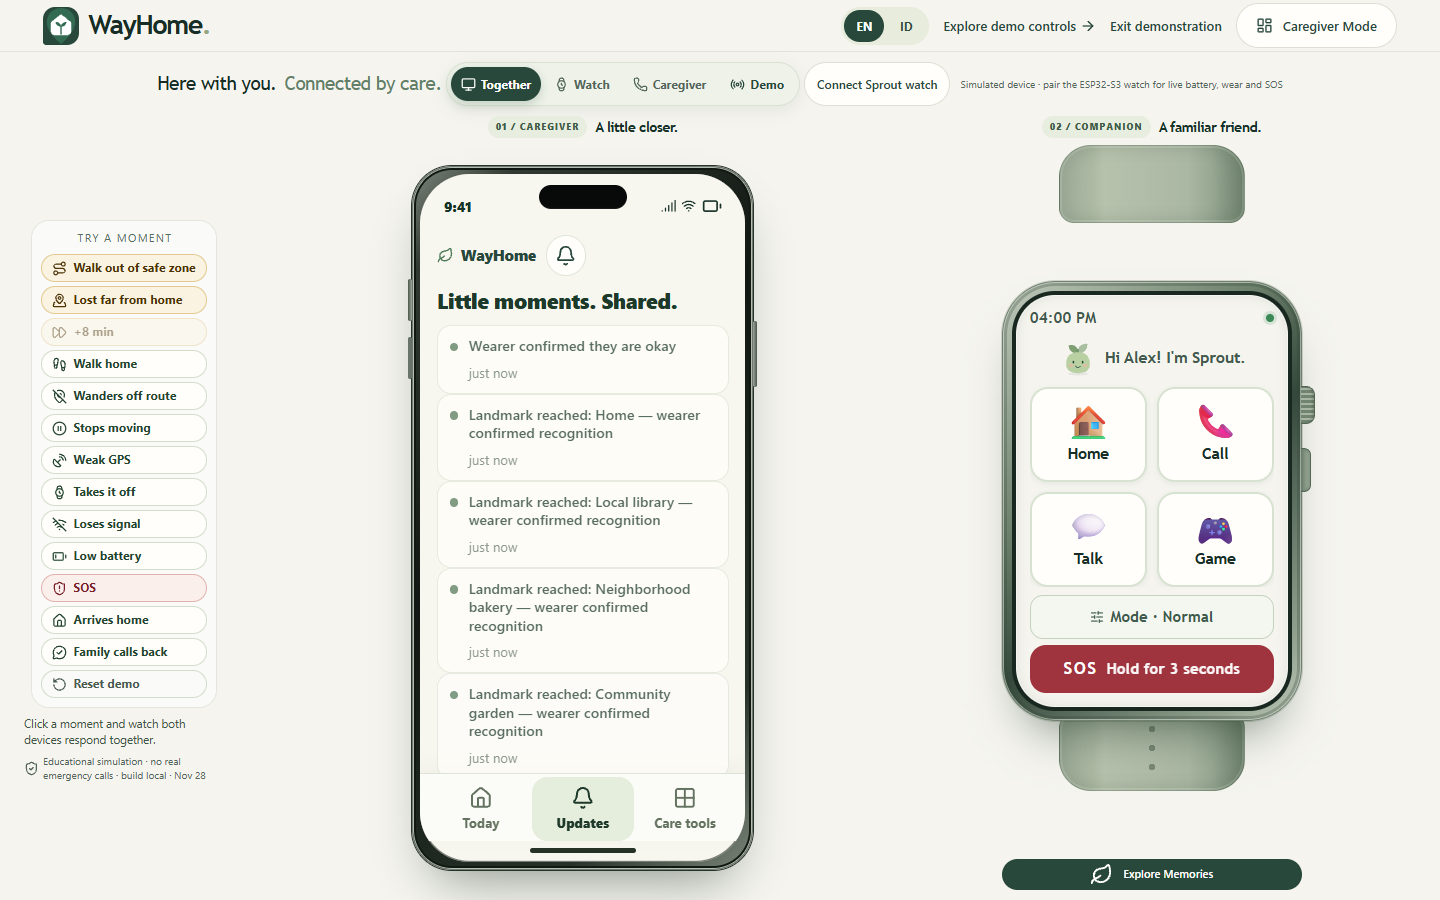 WayHome.
EN ID Explore demo controls → Exit demonstration Caregiver Mode
Here with you. Connected by care. Together Watch Caregiver Demo Connect Sprout watch Simulated device · pair the ESP32-S3 watch for live battery, wear and SOS
01 / CAREGIVER A little closer.
02 / COMPANION A familiar friend.
TRY A MOMENT
Walk out of safe zone
Lost far from home
+8 min
Walk home
Wanders off route
Stops moving
Weak GPS
Takes it off
Loses signal
Low battery
SOS
Arrives home
Family calls back
Reset demo
Click a moment and watch both
devices respond together.
Educational simulation · no real
emergency calls · build local · Nov 28
9:41
WayHome
Little moments. Shared.
Wearer confirmed they are okay
just now
Landmark reached: Home — wearer
confirmed recognition
just now
Landmark reached: Local library —
wearer confirmed recognition
just now
Landmark reached: Neighborhood
bakery — wearer confirmed
recognition
just now
Landmark reached: Community
garden — wearer confirmed
recognition
just now
Today Updates Care tools
04:00 PM
Hi Alex! I'm Sprout.
Home Call
Talk Game
Mode · Normal
SOS Hold for 3 seconds
Explore Memories